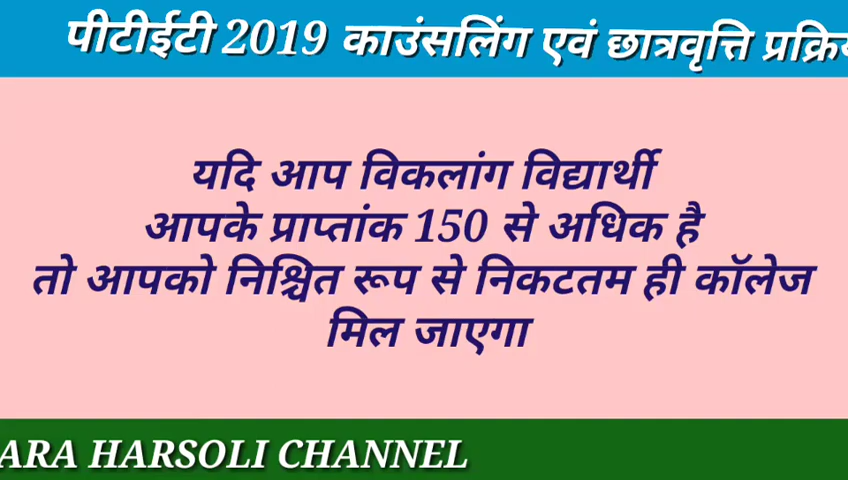 पीटीईटी 2019 काउंसलिंग एवं छात्रवृत्ति
यदि आप विकलांग विद्यार्थी
आपके प्राप्तांक 150 से अधिक है
तो आपको निश्चित रूप से निकटतम ही कॉलेज
मिल जाएगा
HARSOLI CHANNEL